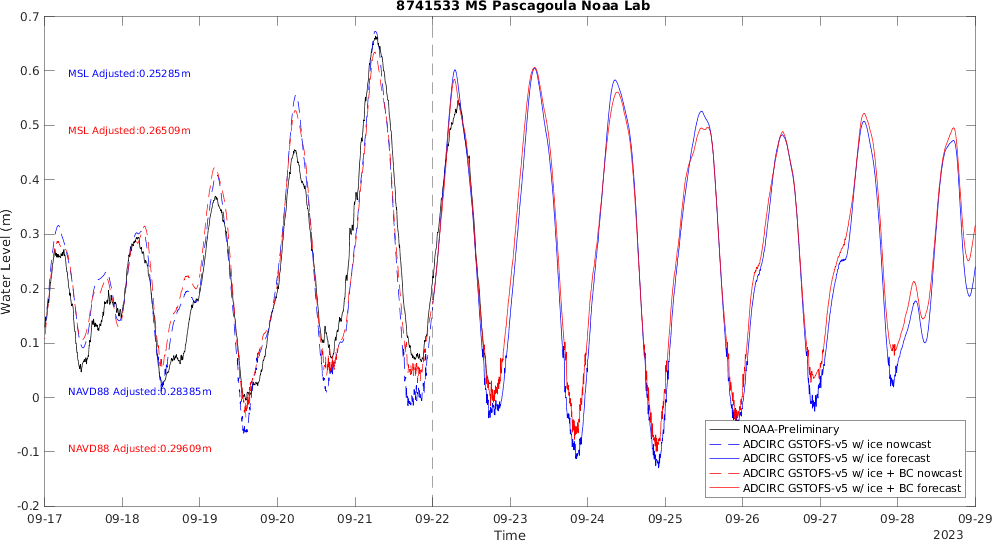 8741533 MS Pascagoula Noaa Lab
0.7
0.6
0.5
0.4
0.3
0.2
0.1
0
-0.1
-0.2
Water Level (m)
MSL Adjusted:0.25285m
MSL Adjusted:0.26509m
NAVD88 Adjusted:0.28385m
NAVD88 Adjusted:0.29609m
NOAA-Preliminary
ADCIRC GSTOFS-v5 w/ ice nowcast
ADCIRC GSTOFS-v5 w/ ice forecast
ADCIRC GSTOFS-v5 w/ ice + BC nowcast
ADCIRC GSTOFS-v5 w/ ice + BC forecast
09-17 09-18 09-19 09-20 09-21 09-22 09-23 09-24 09-25 09-26 09-27 09-28 09-29
Time
2023